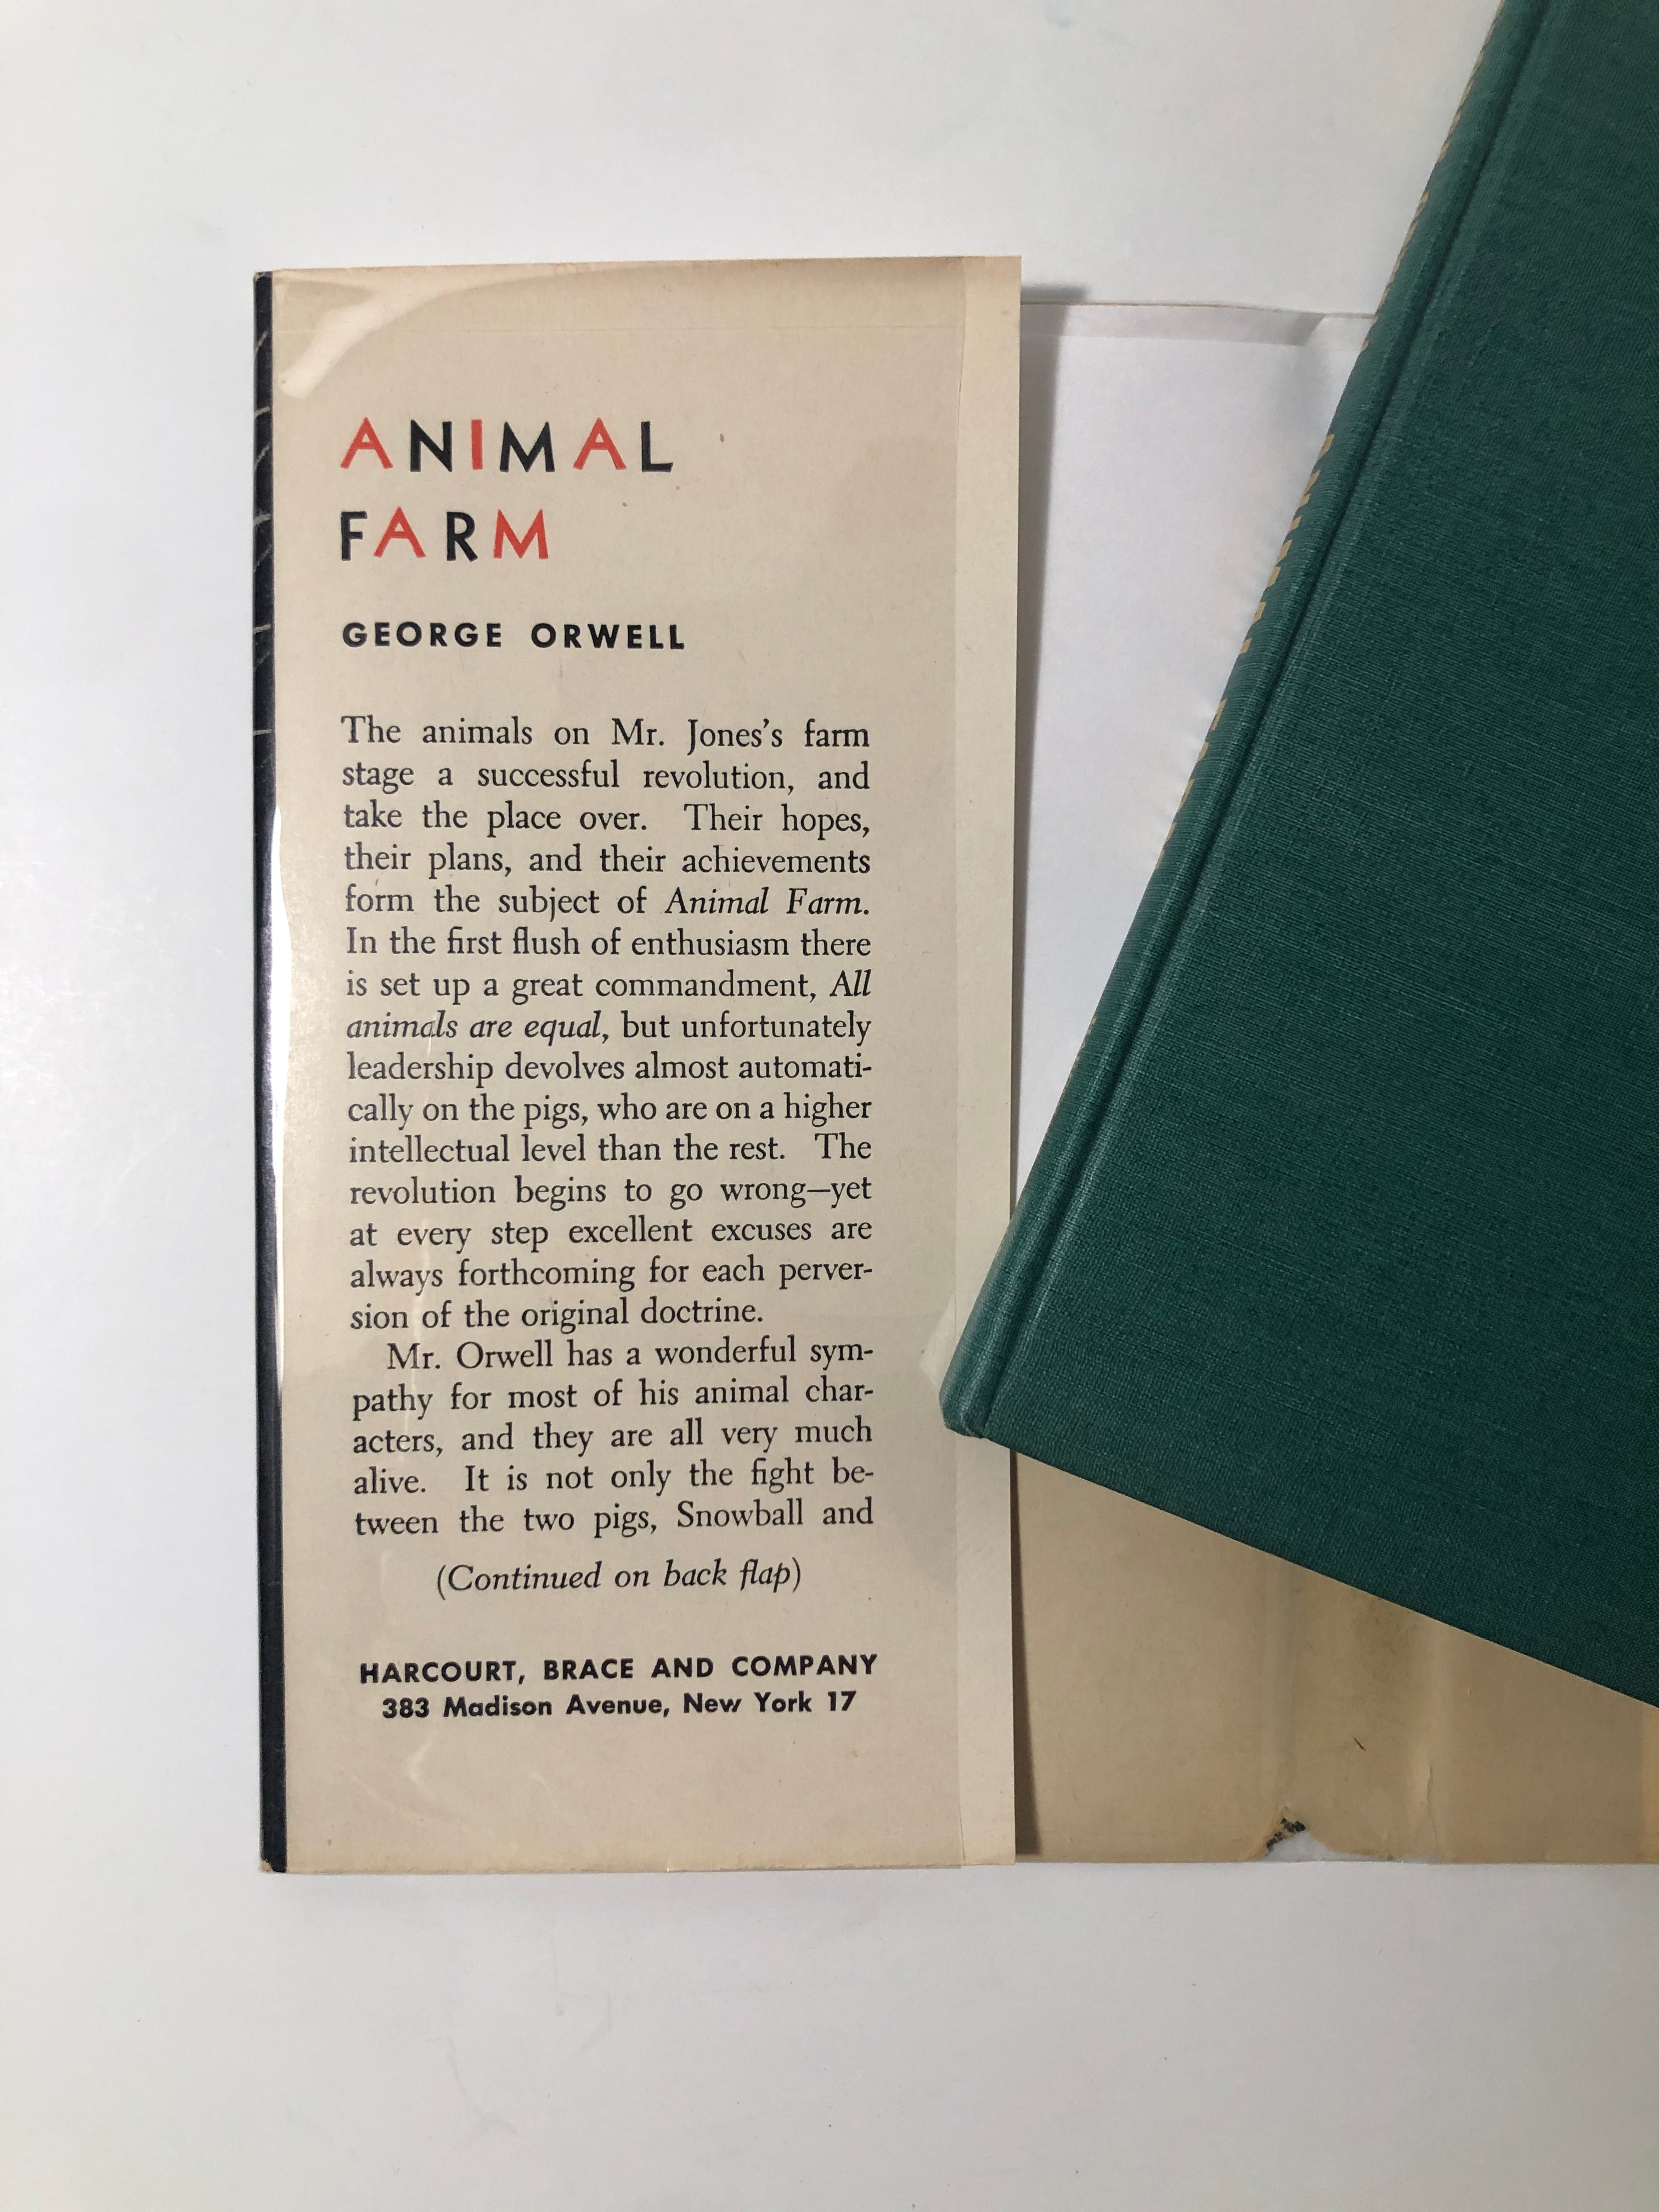 ANIMAL
FARM
GEORGE ORWELL
The animals on Mr. Jones's farm
stage a successful revolution, and
take the place over. Their hopes,
their plans, and their achievements
form the subject of Animal Farm.
In the first flush of enthusiasm there
is set up a great commandment, All
animals are equal, but unfortunately
leadership devolves almost automati-
cally on the pigs, who are on a higher
intellectual level than the rest. The
revolution begins to go wrong—yet
at every step excellent excuses are
always forthcoming for each perver-
sion of the original doctrine.
Mr. Orwell has a wonderful sym-
pathy for most of his animal char-
acters, and they are all very much
alive. It is not only the fight be-
tween the two pigs, Snowball and
(Continued on back flap)
HARCOURT, BRACE AND COMPANY
383 Madison Avenue, New York 17